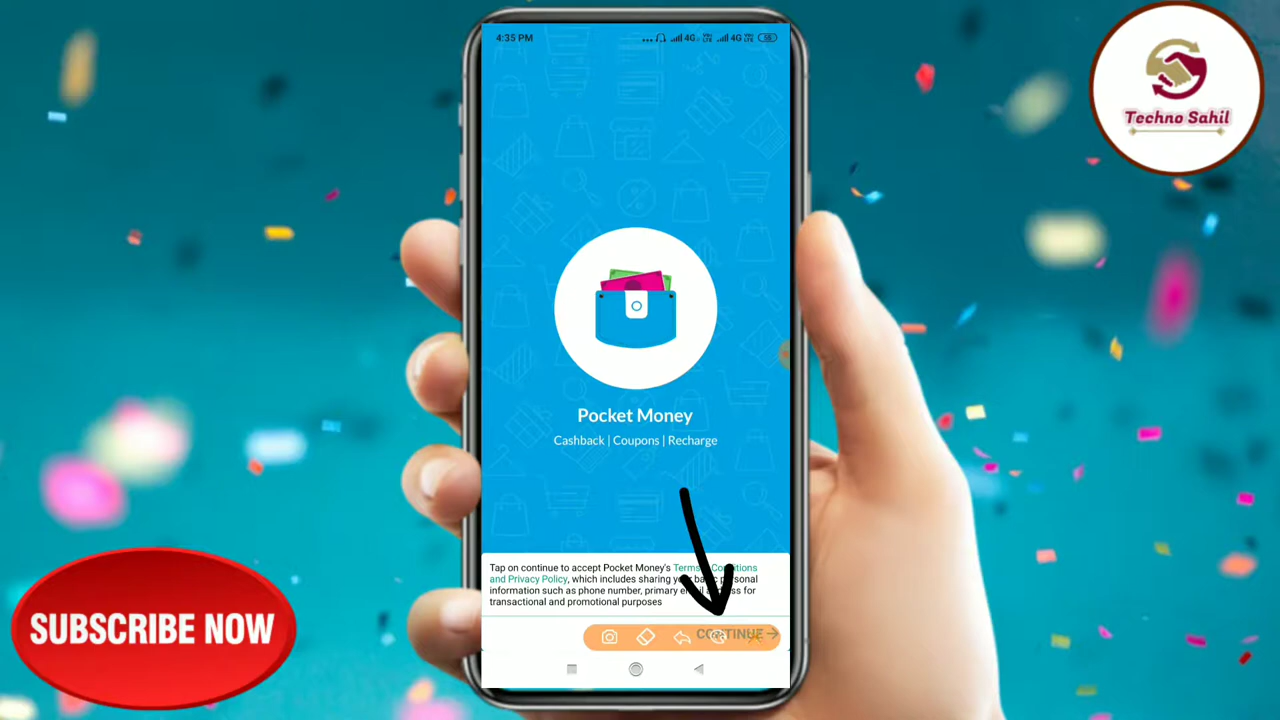 4:35 PM
4G
4G
Techno Sahil
Pocket Money
Cashback | Coupons | Recharge
Tap on continue to accept Pocket Money's Terms
and Privacy Policy, which includes sharing your basic personal
information such as phone number, primary email address for
transactional and promotional purposes
CONTINUE
SUBSCRIBE NOW